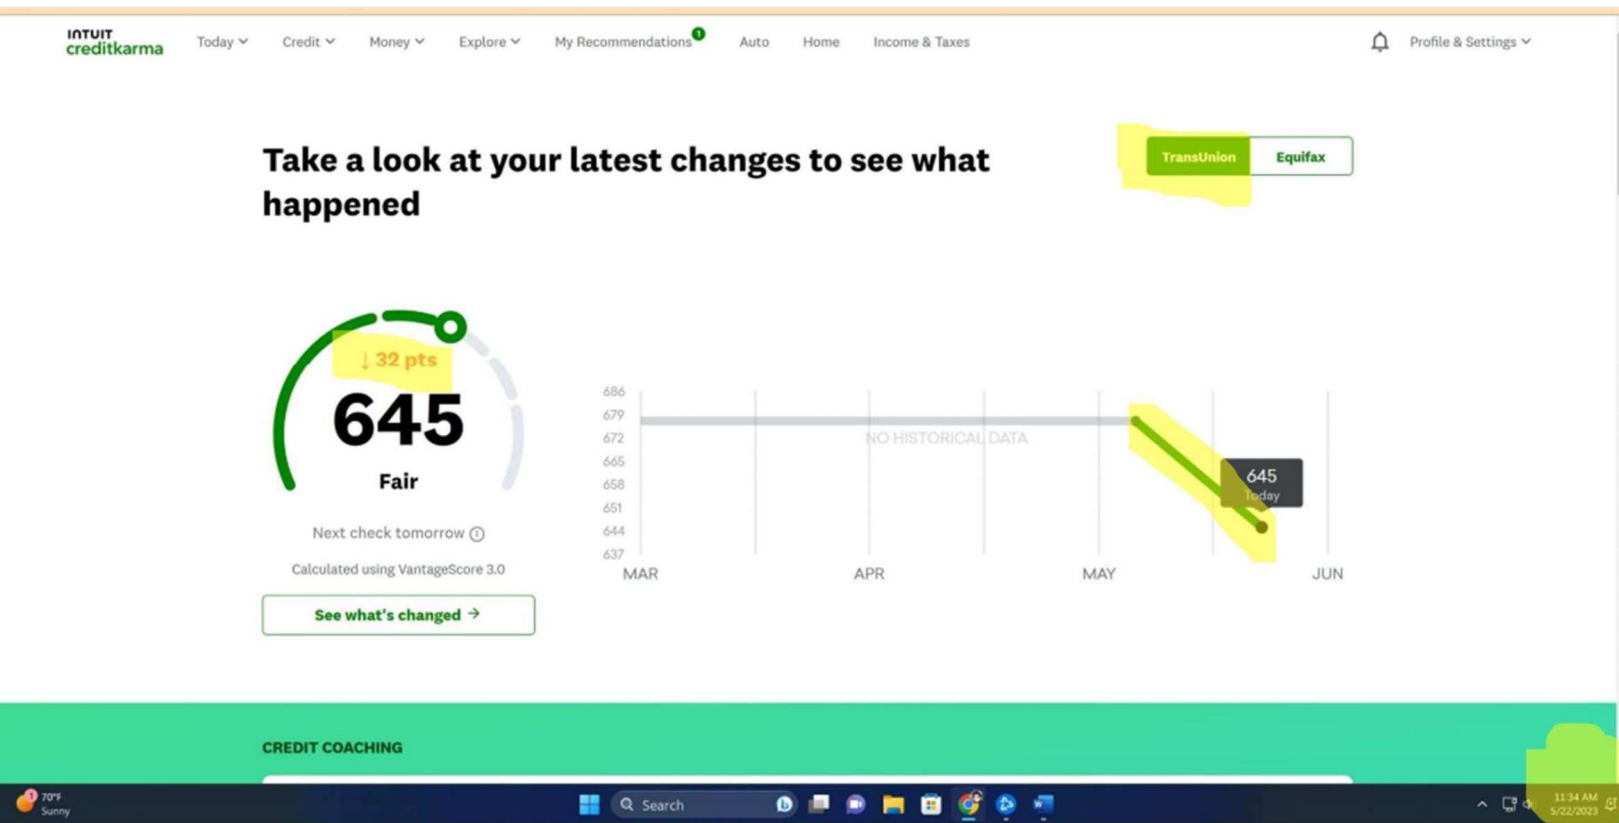 INTUIT
creditkarma
Today
Credit
Money
Explore
My Recommendations
1
Auto
Home
Income & Taxes
Profile & Settings
Take a look at your latest changes to see what
happened
TransUnion
Equifax
↓ 32 pts
645
Fair
Next check tomorrow
Calculated using VantageScore 3.0
See what's changed →
686
679
672
665
658
651
644
637
NO HISTORICAL DATA
645
Today
MAR
APR
MAY
JUN
CREDIT COACHING
1
70°F
Sunny
Search
11:34 AM
5/22/2023